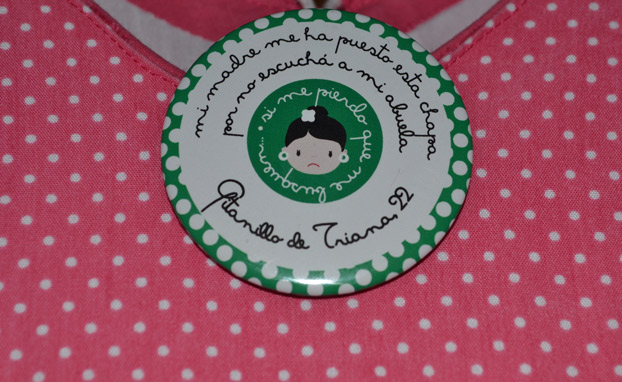 mi madre me ha puesto esta chapa
por no escuchá a mi abuela
. si me pierdo que me busquen...
Gitanillo de Triana, 22